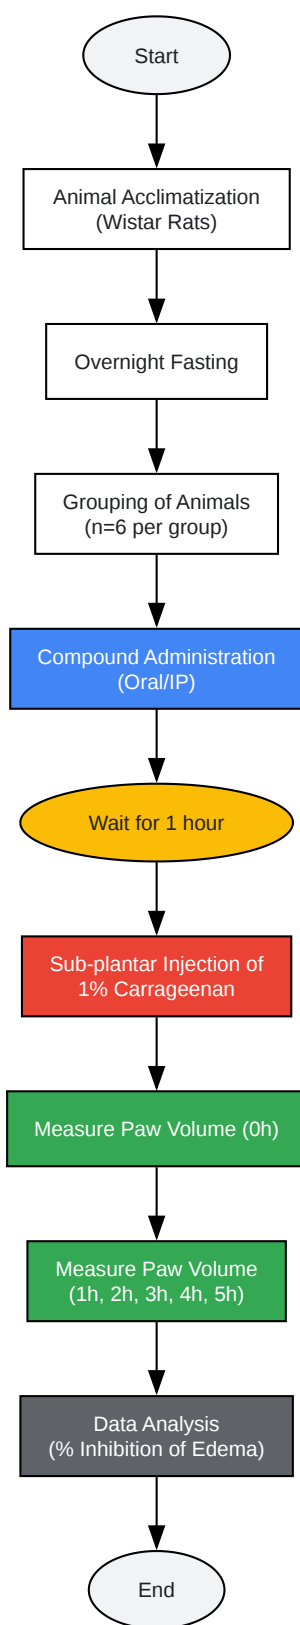 Start
Animal Acclimatization
(Wistar Rats)
Overnight Fasting
Grouping of Animals
(n=6 per group)
Compound Administration
(Oral/IP)
Wait for 1 hour
Sub-plantar Injection of
1% Carrageenan
Measure Paw Volume (0h)
Measure Paw Volume
(1h, 2h, 3h, 4h, 5h)
Data Analysis
(% Inhibition of Edema)
End